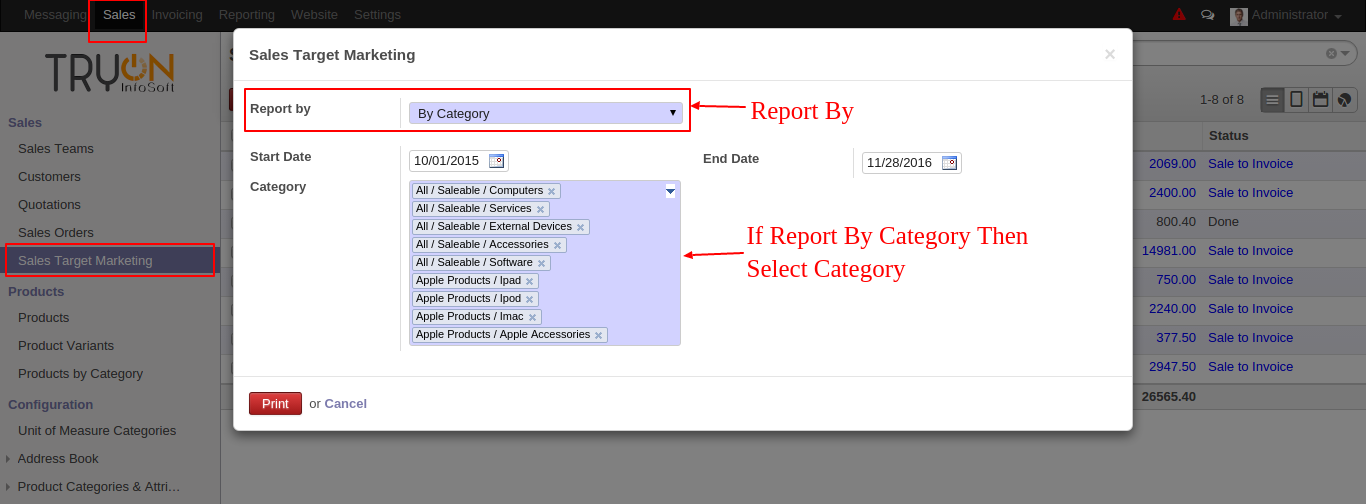 Messaging Sales Invoicing Reporting Website Settings Administrator
TRYON
InfoSoft
Sales
Sales Teams
Customers
Quotations
Sales Orders
Sales Target Marketing
Products
Products
Product Variants
Products by Category
Configuration
Unit of Measure Categories
Address Book
Product Categories & Attri...
Sales Target Marketing ×
Report by By Category
Report By
Start Date 10/01/2015 End Date 11/28/2016
Category
All / Saleable / Computers
All / Saleable / Services
All / Saleable / External Devices
All / Saleable / Accessories
All / Saleable / Software
Apple Products / Ipad
Apple Products / Ipod
Apple Products / Imac
Apple Products / Apple Accessories
If Report By Category Then
Select Category
Print or Cancel
1-8 of 8
Status
2069.00 Sale to Invoice
2400.00 Sale to Invoice
800.40 Done
14981.00 Sale to Invoice
750.00 Sale to Invoice
2240.00 Sale to Invoice
377.50 Sale to Invoice
2947.50 Sale to Invoice
26565.40